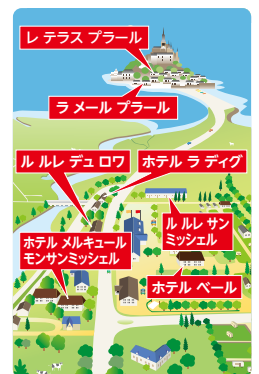 レ テラス プラール
ラ メール プラール
ル ルレ デュ ロワ
ホテル ラ ディグ
ル ルレ サン
ミッシェル
ホテル メルキュール
モンサンミッシェル
ホテル ベール